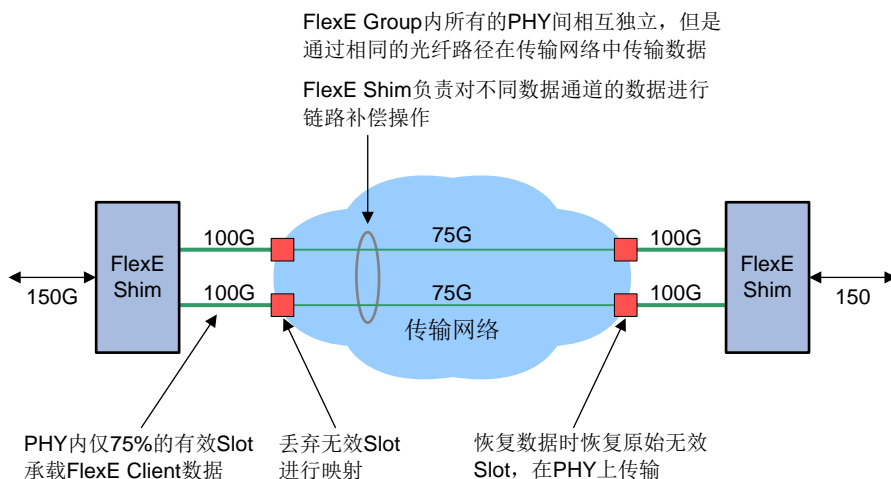 FlexE Group内所有的PHY间相互独立，但是
通过相同的光纤路径在传输网络中传输数据
FlexE Shim负责对不同数据通道的数据进行
链路补偿操作
100G
75G
100G
FlexE
Shim
FlexE
Shim
150G
100G
75G
100G
150
传输网络
PHY内仅75%的有效Slot
承载FlexE Client数据
丢弃无效Slot
进行映射
恢复数据时恢复原始无效
Slot，在PHY上传输